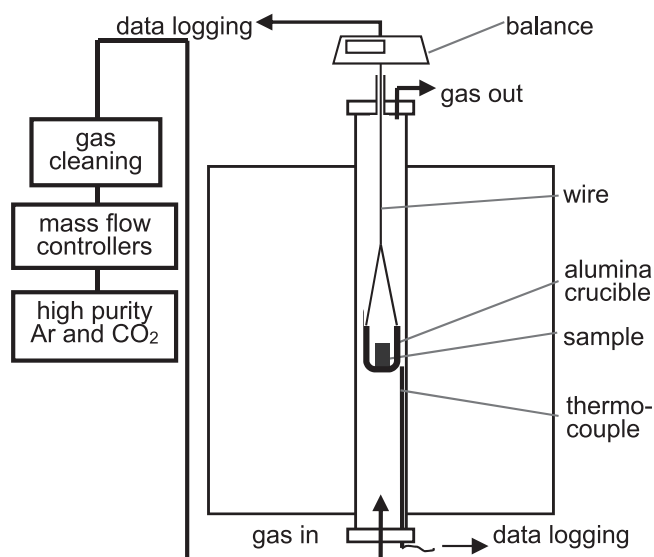 data logging
balance
gas out
gas
cleaning
mass flow
controllers
high purity
Ar and CO₂
wire
alumina
crucible
sample
thermo-
couple
gas in
data logging